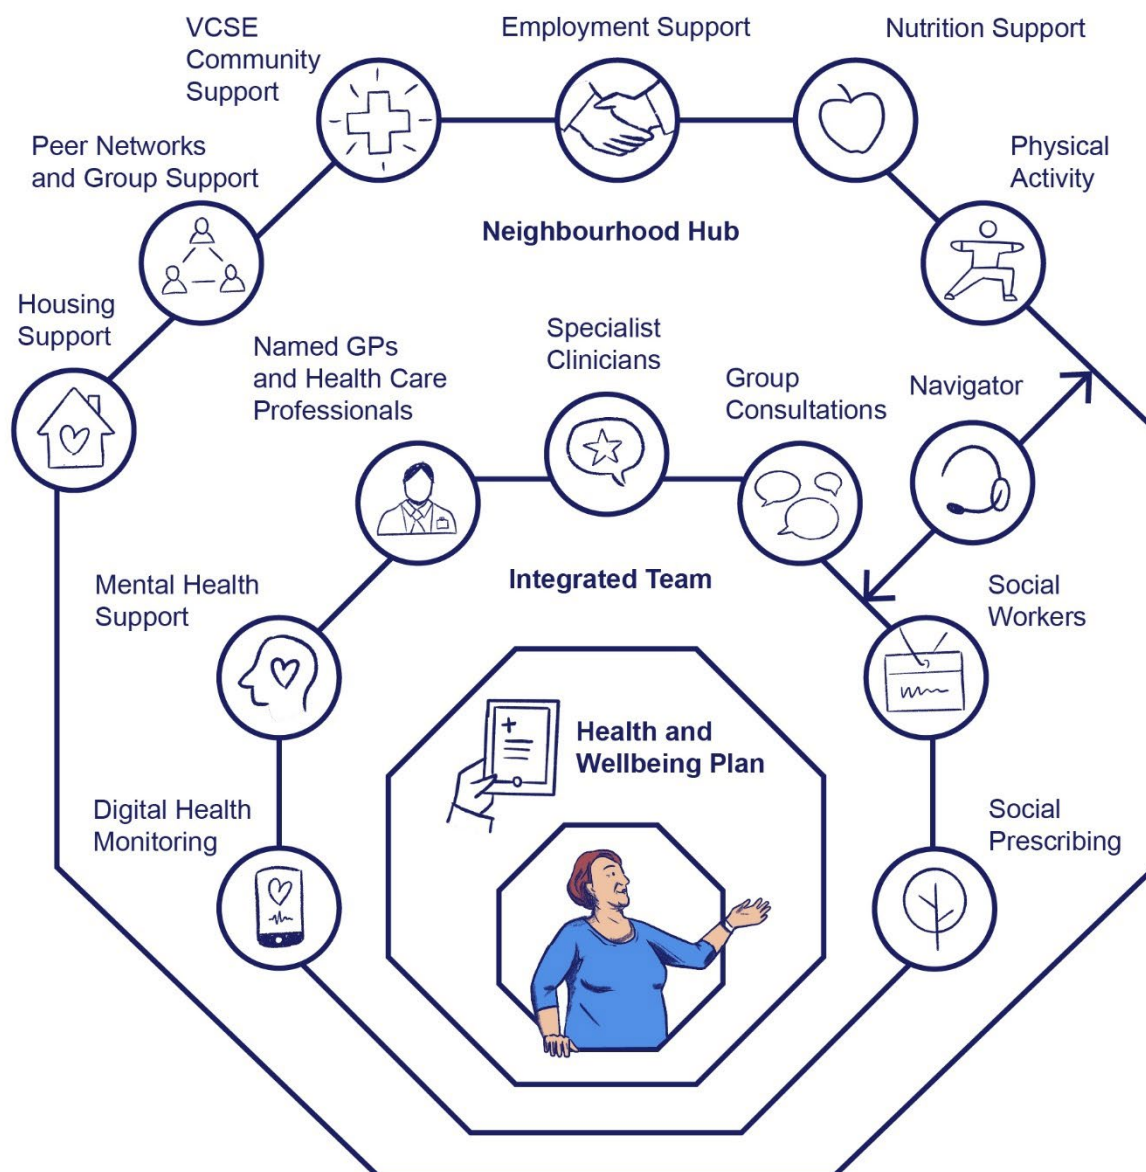 VCSE
Community
Support
Employment Support
Nutrition Support
Peer Networks
and Group Support
Physical
Activity
Neighbourhood Hub
Housing
Support
Named GPs
and Health Care
Professionals
Specialist
Clinicians
Group
Consultations
Navigator
Integrated Team
Mental Health
Support
Social
Workers
Health and
Wellbeing Plan
Digital Health
Monitoring
Social
Prescribing